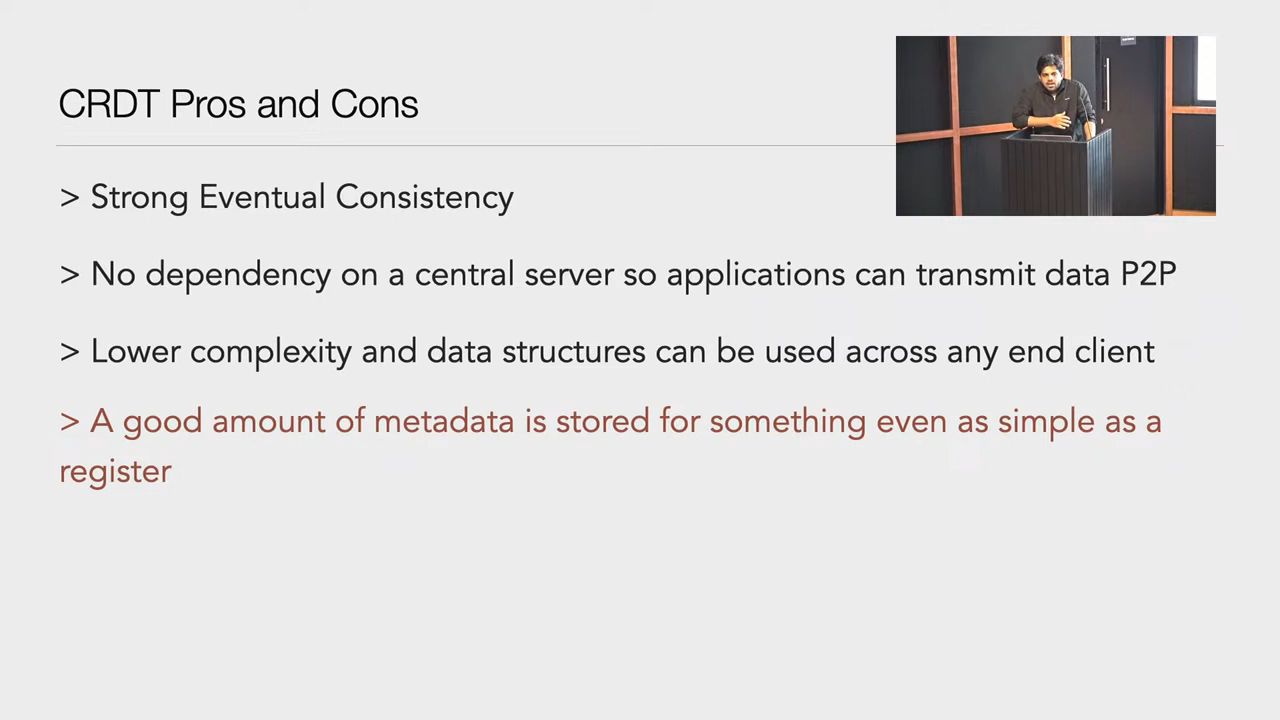 CRDT Pros and Cons
> Strong Eventual Consistency
> No dependency on a central server so applications can transmit data P2P
> Lower complexity and data structures can be used across any end client
> A good amount of metadata is stored for something even as simple as a
register